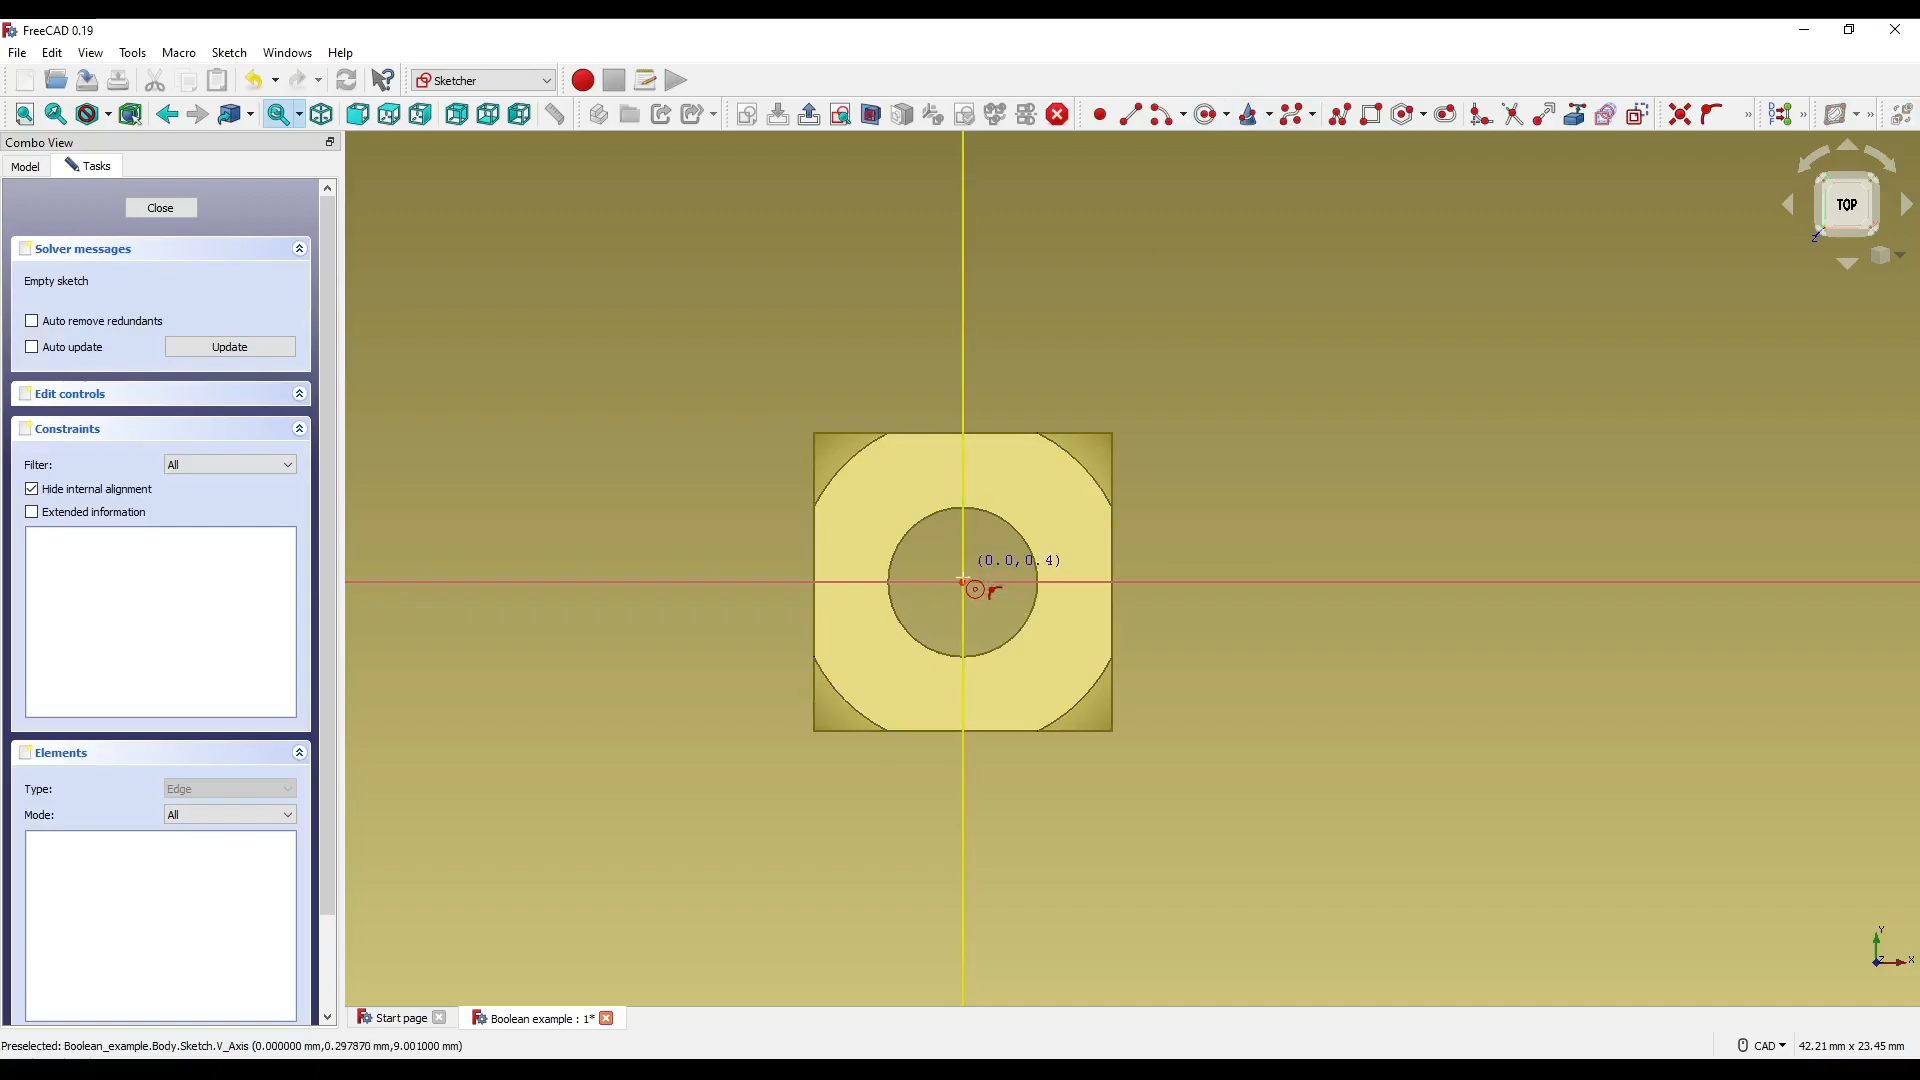 FreeCAD 0.19
File Edit View Tools Macro Sketch Windows Help
Sketcher
Combo View
Model Tasks
Close
Solver messages
Empty sketch
Auto remove redundants
Auto update Update
Edit controls
Constraints
Filter: All
Hide internal alignment
Extended information
Elements
Type: Edge
Mode: All
(0.0,0.4)
TOP
Z
Y
Z X
Start page Boolean example : 1*
Preselected: Boolean_example.Body.Sketch.V_Axis (0.000000 mm,0.297870 mm,9.001000 mm) CAD 42.21 mm x 23.45 mm